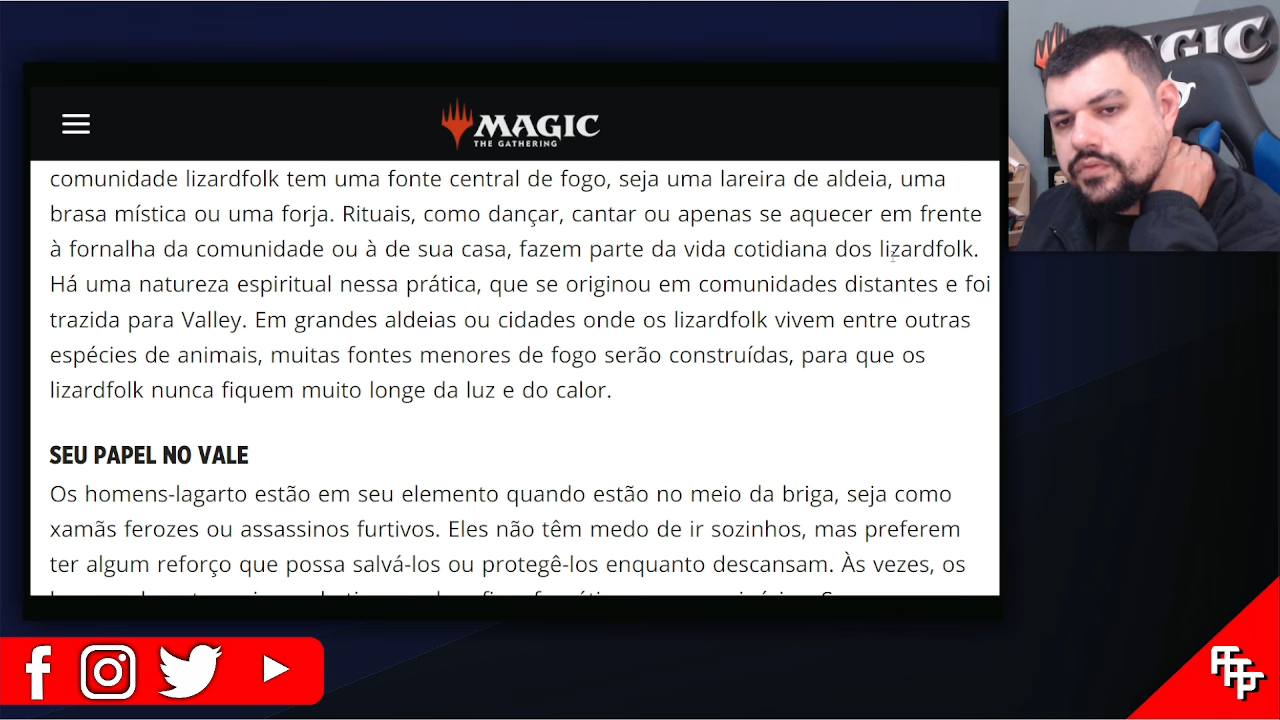 MAGIC
THE GATHERING
comunidade lizardfolk tem uma fonte central de fogo, seja uma lareira de aldeia, uma
brasa mística ou uma forja. Rituais, como dançar, cantar ou apenas se aquecer em frente
à fornalha da comunidade ou à de sua casa, fazem parte da vida cotidiana dos lizardfolk.
Há uma natureza espiritual nessa prática, que se originou em comunidades distantes e foi
trazida para Valley. Em grandes aldeias ou cidades onde os lizardfolk vivem entre outras
espécies de animais, muitas fontes menores de fogo serão construídas, para que os
lizardfolk nunca fiquem muito longe da luz e do calor.
SEU PAPEL NO VALE
Os homens-lagarto estão em seu elemento quando estão no meio da briga, seja como
xamãs ferozes ou assassinos furtivos. Eles não têm medo de ir sozinhos, mas preferem
ter algum reforço que possa salvá-los ou protegê-los enquanto descansam. Às vezes, os